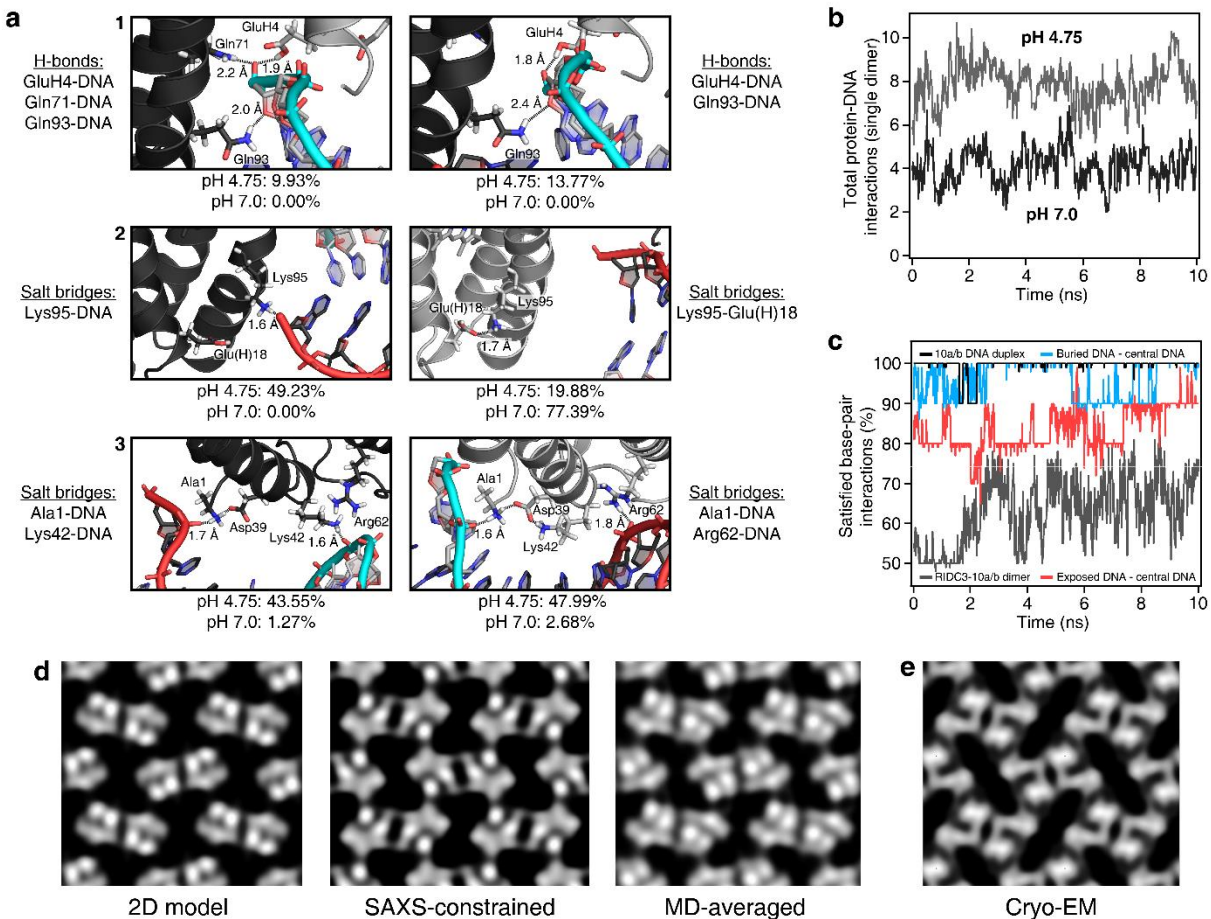 a
1
H-bonds:
GluH4-DNA
Gln71-DNA
Gln93-DNA
Gln71
GluH4
2.2 Å
1.9 Å
2.0 Å
Gln93
pH 4.75: 9.93%
pH 7.0: 0.00%
GluH4
1.8 Å
2.4 Å
Gln93
pH 4.75: 13.77%
pH 7.0: 0.00%
H-bonds:
GluH4-DNA
Gln93-DNA
2
Salt bridges:
Lys95-DNA
Lys95
1.6 Å
Glu(H)18
pH 4.75: 49.23%
pH 7.0: 0.00%
Glu(H)18
Lys95
1.7 Å
pH 4.75: 19.88%
pH 7.0: 77.39%
Salt bridges:
Lys95-Glu(H)18
3
Salt bridges:
Ala1-DNA
Lys42-DNA
Ala1
Arg62
Asp39
Lys42
1.7 Å
1.6 Å
pH 4.75: 43.55%
pH 7.0: 1.27%
Ala1
Asp39
Arg62
1.8 Å
1.6 Å
Lys42
pH 4.75: 47.99%
pH 7.0: 2.68%
Salt bridges:
Ala1-DNA
Arg62-DNA
b
Total protein-DNA
interactions (single dimer)
10
8
6
4
2
0
pH 4.75
pH 7.0
0 2 4 6 8 10
Time (ns)
c
Satisfied base-pair
interactions (%)
10a/b DNA duplex
Buried DNA - central DNA
100
90
80
70
60
50
RIDC3-10a/b dimer
Exposed DNA - central DNA
0 2 4 6 8 10
Time (ns)
d
2D model
SAXS-constrained
MD-averaged
e
Cryo-EM